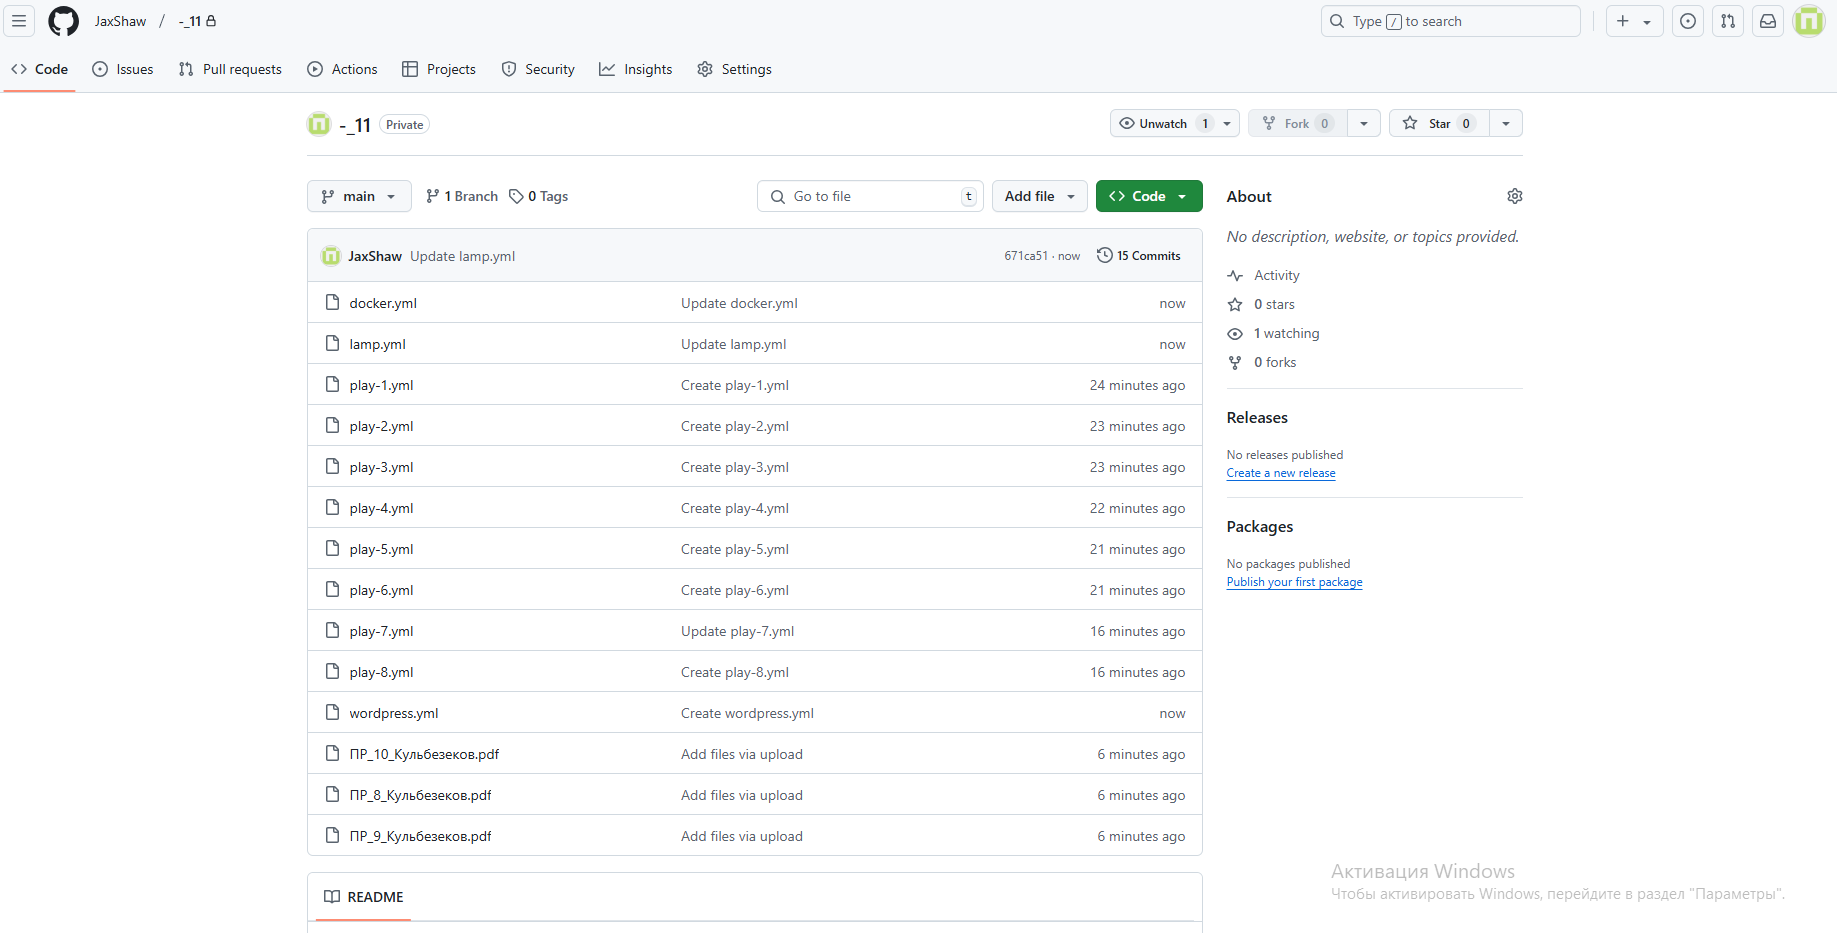 JaxShaw / -_11
Type / to search
Code Issues Pull requests Actions Projects Security Insights Settings
-_11 Private
Unwatch 1 Fork 0 Star 0
main 1 Branch 0 Tags
Go to file t Add file Code
JaxShaw Update lamp.yml 671ca51 · now 15 Commits
docker.yml Update docker.yml now
lamp.yml Update lamp.yml now
play-1.yml Create play-1.yml 24 minutes ago
play-2.yml Create play-2.yml 23 minutes ago
play-3.yml Create play-3.yml 23 minutes ago
play-4.yml Create play-4.yml 22 minutes ago
play-5.yml Create play-5.yml 21 minutes ago
play-6.yml Create play-6.yml 21 minutes ago
play-7.yml Update play-7.yml 16 minutes ago
play-8.yml Create play-8.yml 16 minutes ago
wordpress.yml Create wordpress.yml now
ПР_10_Кульбезеков.pdf Add files via upload 6 minutes ago
ПР_8_Кульбезеков.pdf Add files via upload 6 minutes ago
ПР_9_Кульбезеков.pdf Add files via upload 6 minutes ago
README
About
No description, website, or topics provided.
Activity
0 stars
1 watching
0 forks
Releases
No releases published
Create a new release
Packages
No packages published
Publish your first package
Активация Windows
Чтобы активировать Windows, перейдите в раздел "Параметры".